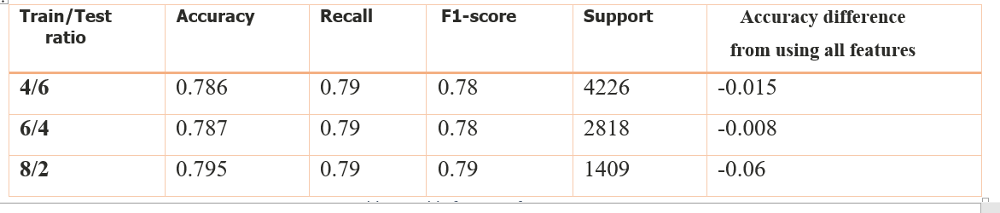 Train/Test ratio Accuracy Recall F1-score Support Accuracy difference from using all features
4/6 0.786 0.79 0.78 4226 -0.015
6/4 0.787 0.79 0.78 2818 -0.008
8/2 0.795 0.79 0.79 1409 -0.06